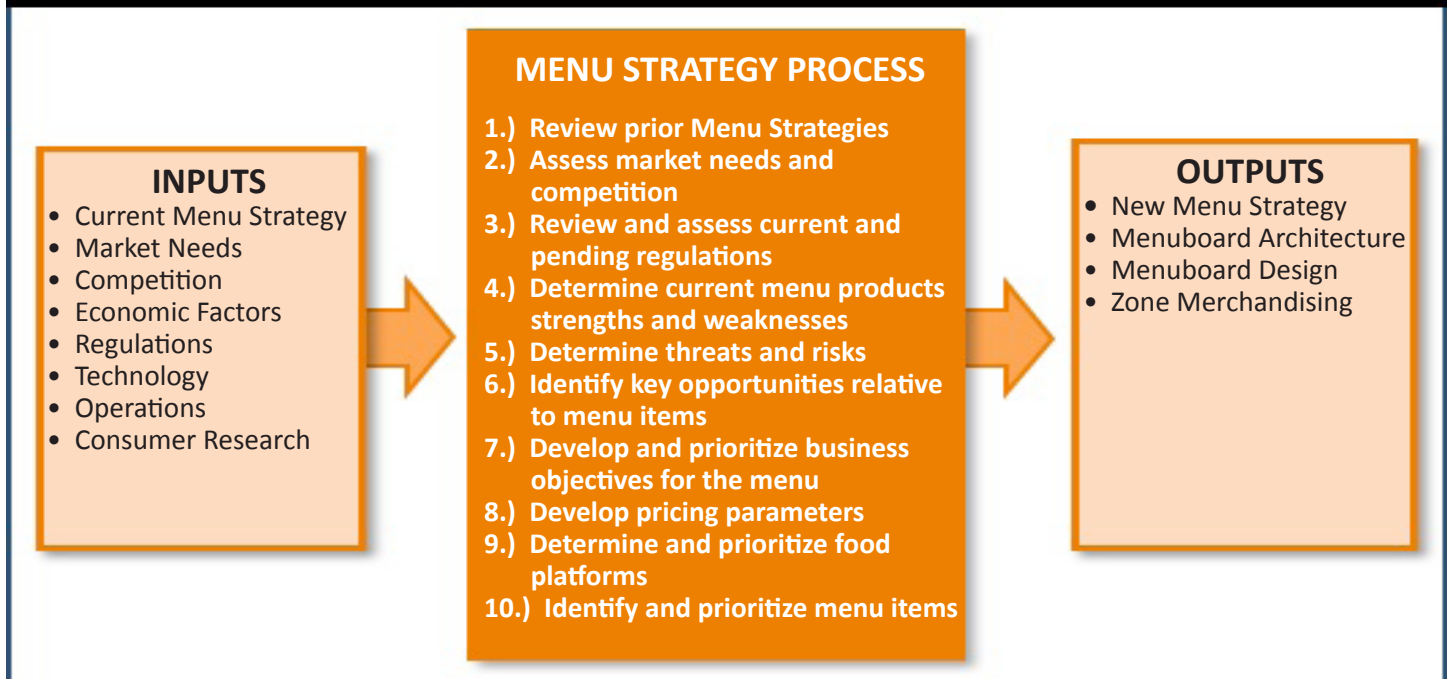 INPUTS
• Current Menu Strategy
• Market Needs
• Competition
• Economic Factors
• Regulations
• Technology
• Operations
• Consumer Research
MENU STRATEGY PROCESS
1.) Review prior Menu Strategies
2.) Assess market needs and
competition
3.) Review and assess current and
pending regulations
4.) Determine current menu products
strengths and weaknesses
5.) Determine threats and risks
6.) Identify key opportunities relative
to menu items
7.) Develop and prioritize business
objectives for the menu
8.) Develop pricing parameters
9.) Determine and prioritize food
platforms
10.) Identify and prioritize menu items
OUTPUTS
• New Menu Strategy
• Menuboard Architecture
• Menuboard Design
• Zone Merchandising